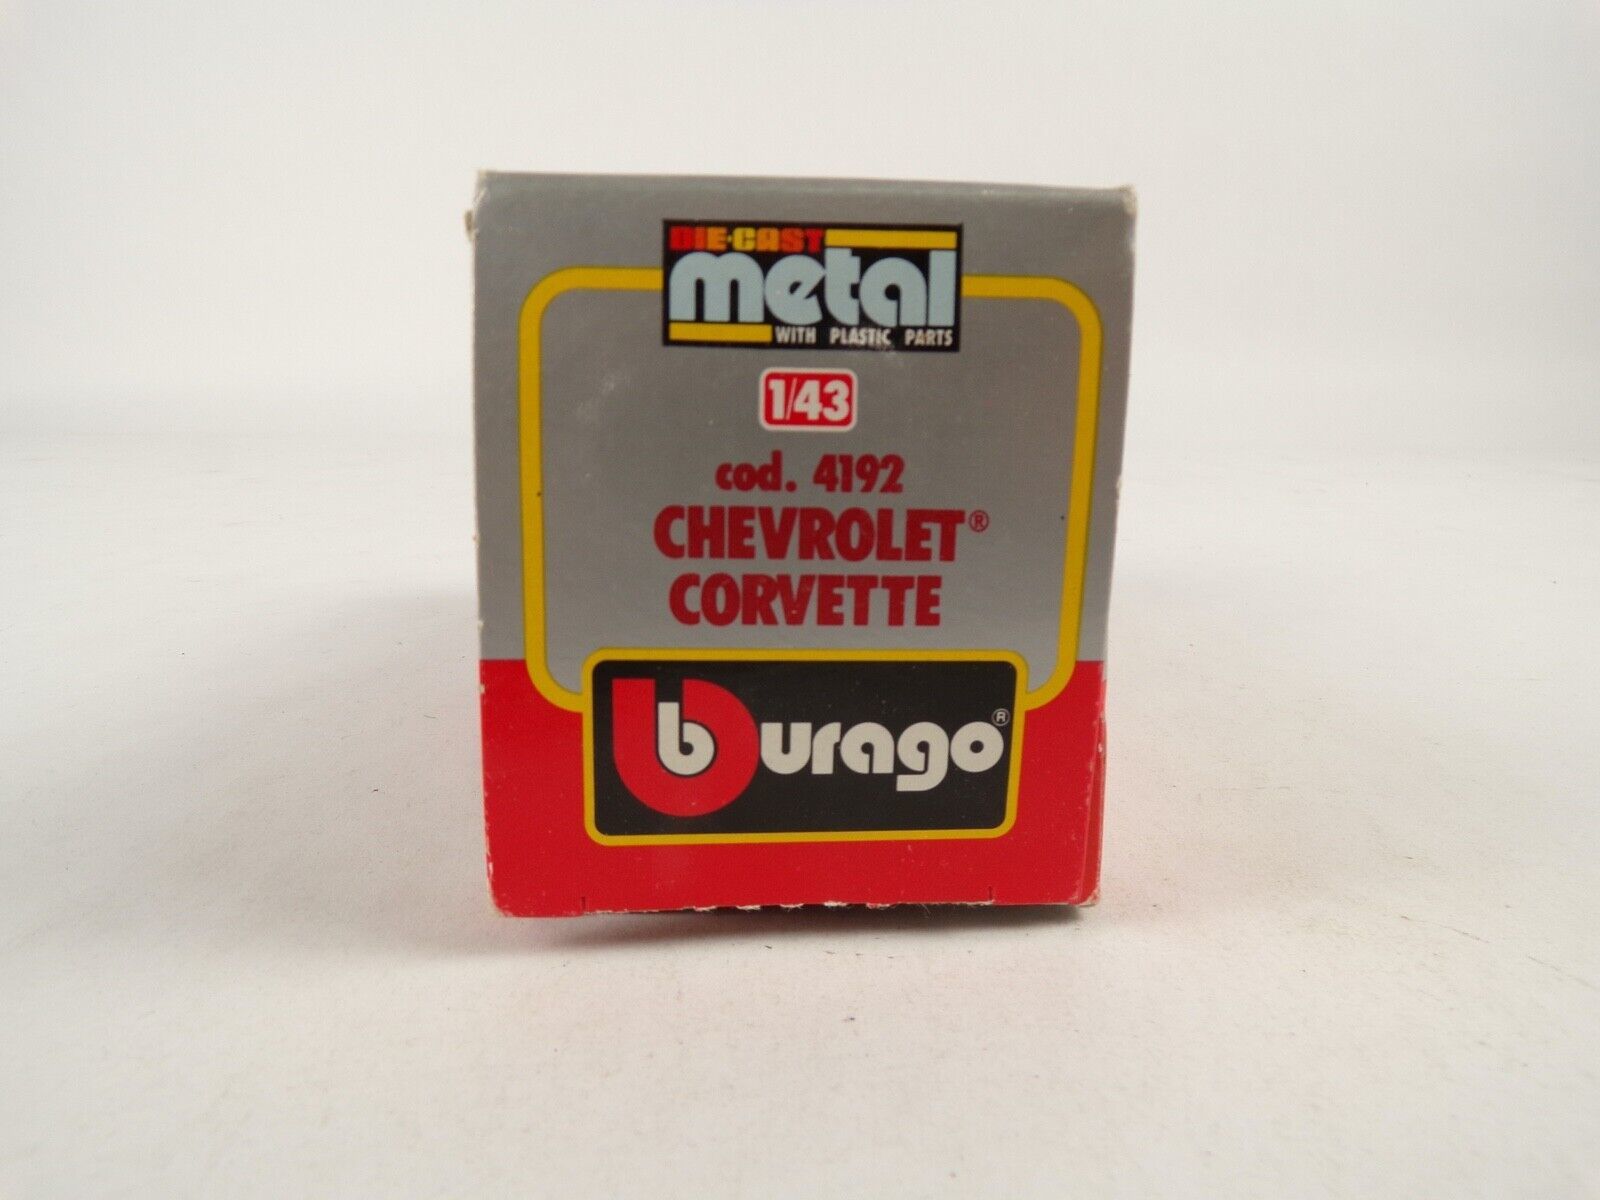 DIE-CAST
metal
WITH PLASTIC PARTS
1/43
cod. 4192
CHEVROLET®
CORVETTE
burago®